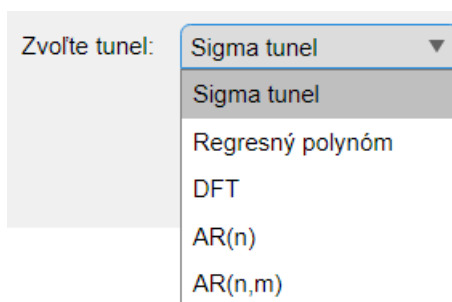 Zvoľte tunel: Sigma tunel
Sigma tunel
Regresný polynóm
DFT
AR(n)
AR(n,m)